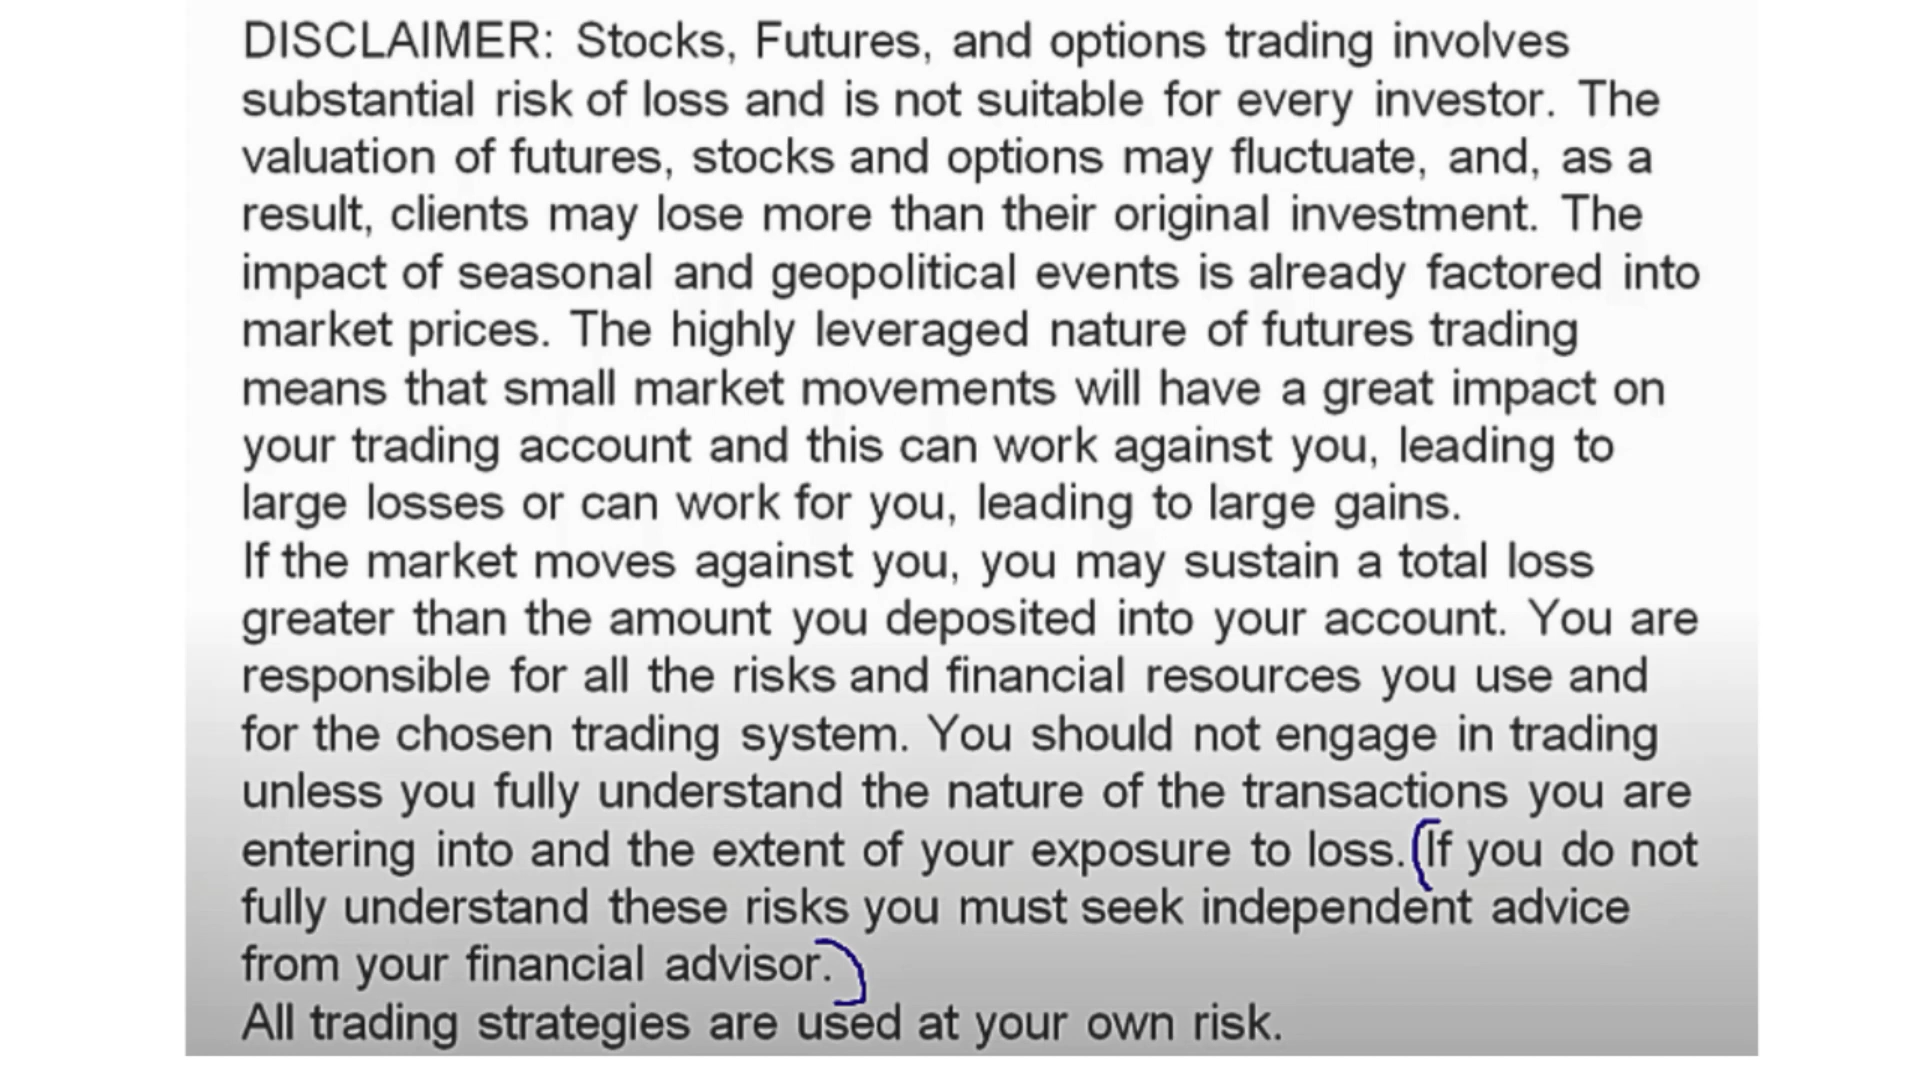 DISCLAIMER: Stocks, Futures, and options trading involves
substantial risk of loss and is not suitable for every investor. The
valuation of futures, stocks and options may fluctuate, and, as a
result, clients may lose more than their original investment. The
impact of seasonal and geopolitical events is already factored into
market prices. The highly leveraged nature of futures trading
means that small market movements will have a great impact on
your trading account and this can work against you, leading to
large losses or can work for you, leading to large gains.
If the market moves against you, you may sustain a total loss
greater than the amount you deposited into your account. You are
responsible for all the risks and financial resources you use and
for the chosen trading system. You should not engage in trading
unless you fully understand the nature of the transactions you are
entering into and the extent of your exposure to loss. (If you do not
fully understand these risks you must seek independent advice
from your financial advisor.)
All trading strategies are used at your own risk.